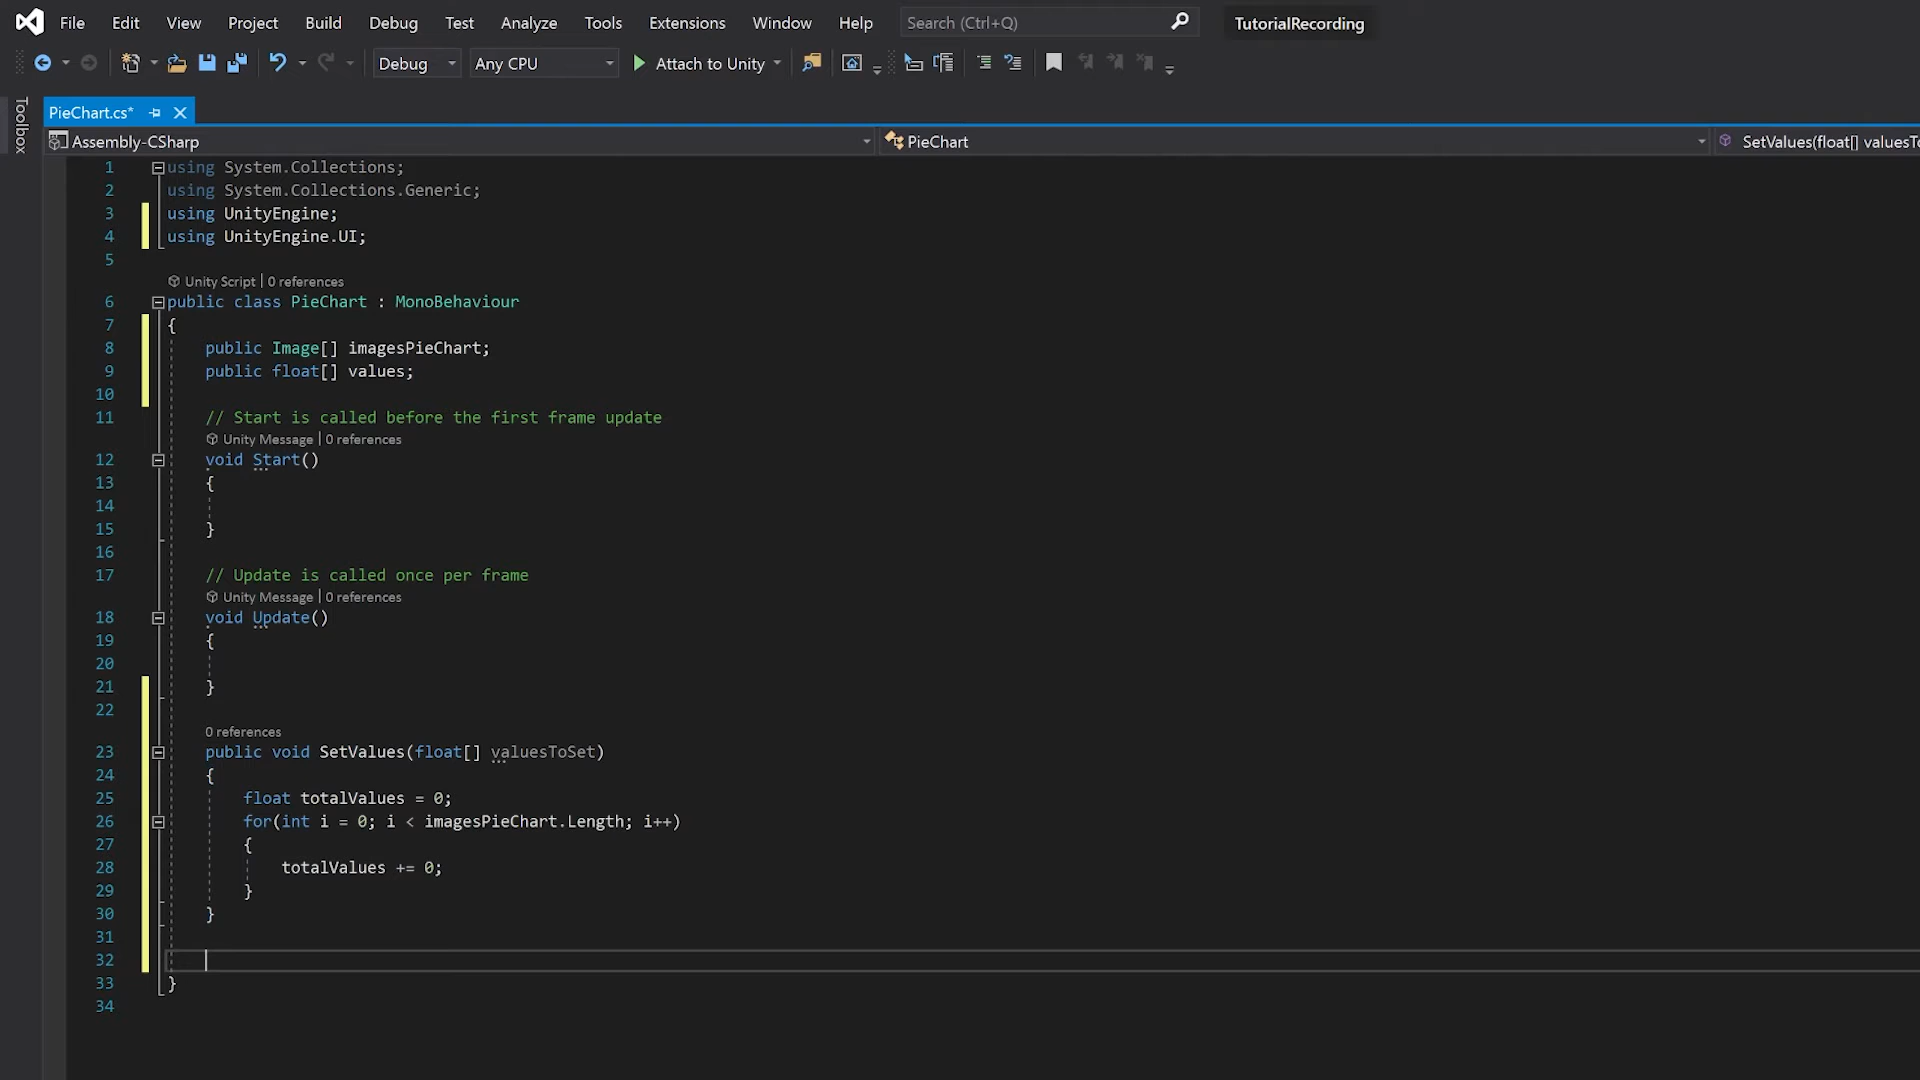 File Edit View Project Build Debug Test Analyze Tools Extensions Window Help Search (Ctrl+Q) TutorialRecording
Debug Any CPU Attach to Unity
Toolbox
PieChart.cs*
Assembly-CSharp PieChart SetValues(float[] valuesTo
1 using System.Collections;
2 using System.Collections.Generic;
3 using UnityEngine;
4 using UnityEngine.UI;
5
Unity Script | 0 references
6 public class PieChart : MonoBehaviour
7 {
8 public Image[] imagesPieChart;
9 public float[] values;
10
11 // Start is called before the first frame update
Unity Message | 0 references
12 void Start()
13 {
14
15 }
16
17 // Update is called once per frame
Unity Message | 0 references
18 void Update()
19 {
20
21 }
22
0 references
23 public void SetValues(float[] valuesToSet)
24 {
25 float totalValues = 0;
26 for(int i = 0; i < imagesPieChart.Length; i++)
27 {
28 totalValues += 0;
29 }
30 }
31
32
33 }
34